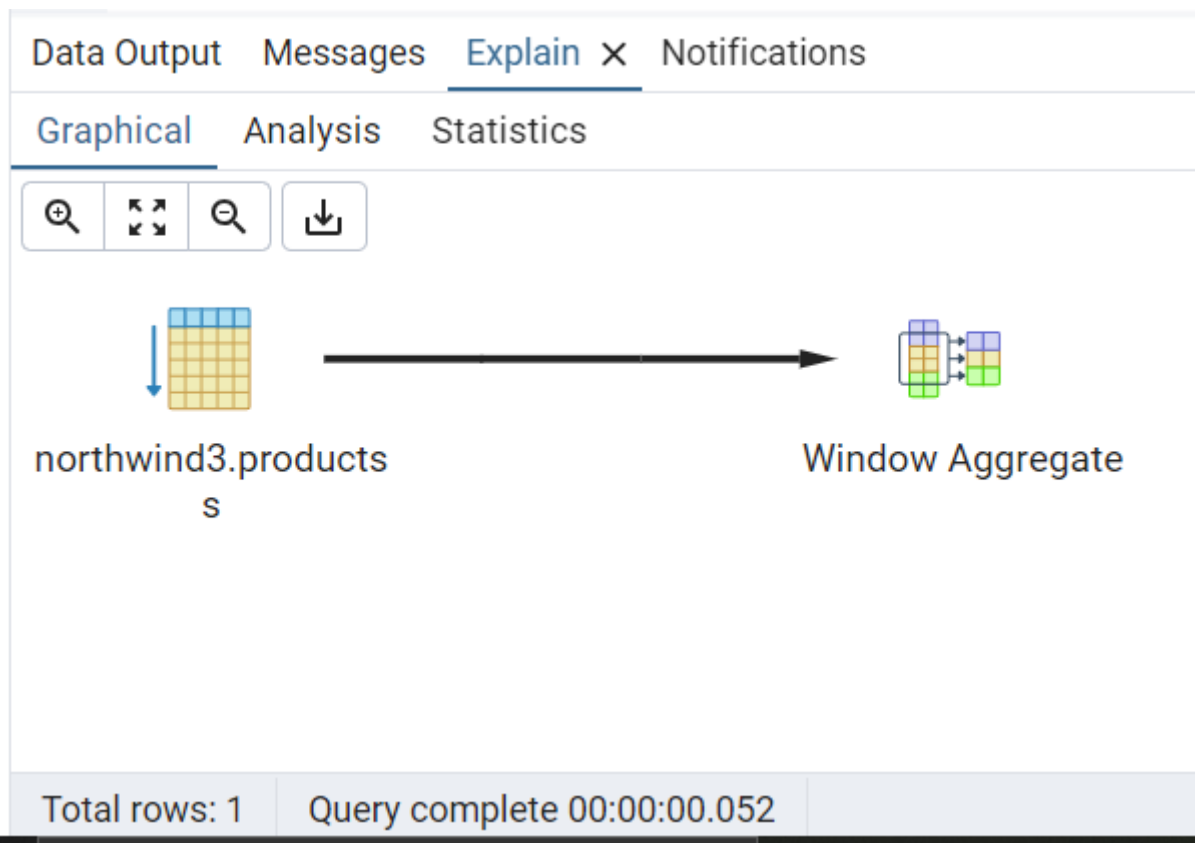 Data Output Messages Explain × Notifications
Graphical Analysis Statistics
northwind3.products
s
Window Aggregate
Total rows: 1 Query complete 00:00:00.052